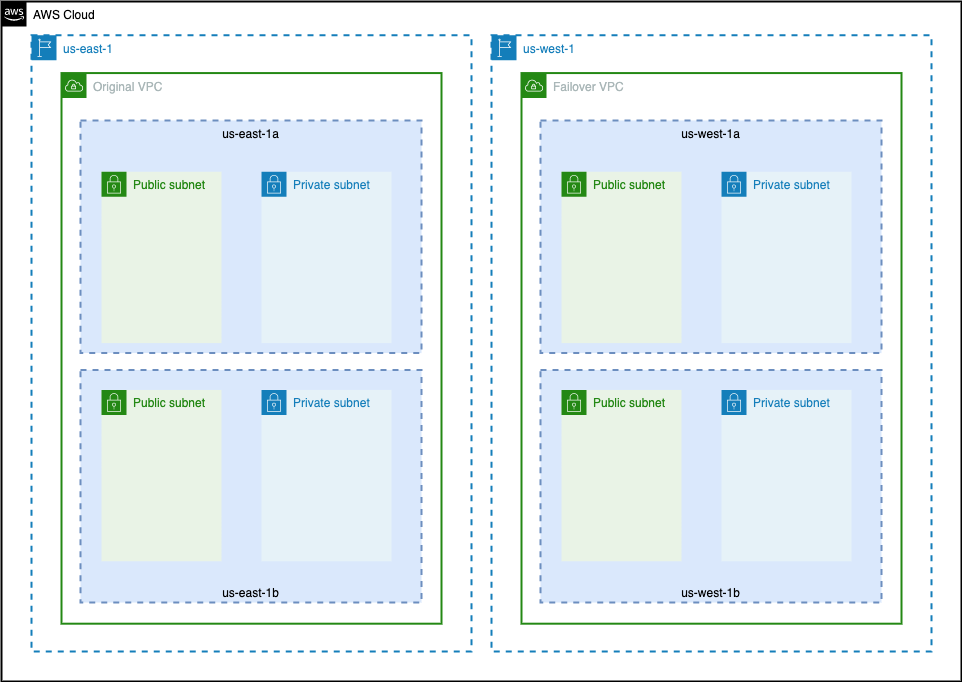 aws
AWS Cloud
us-east-1
Original VPC
us-east-1a
Public subnet
Private subnet
Public subnet
Private subnet
us-east-1b
us-west-1
Failover VPC
us-west-1a
Public subnet
Private subnet
Public subnet
Private subnet
us-west-1b